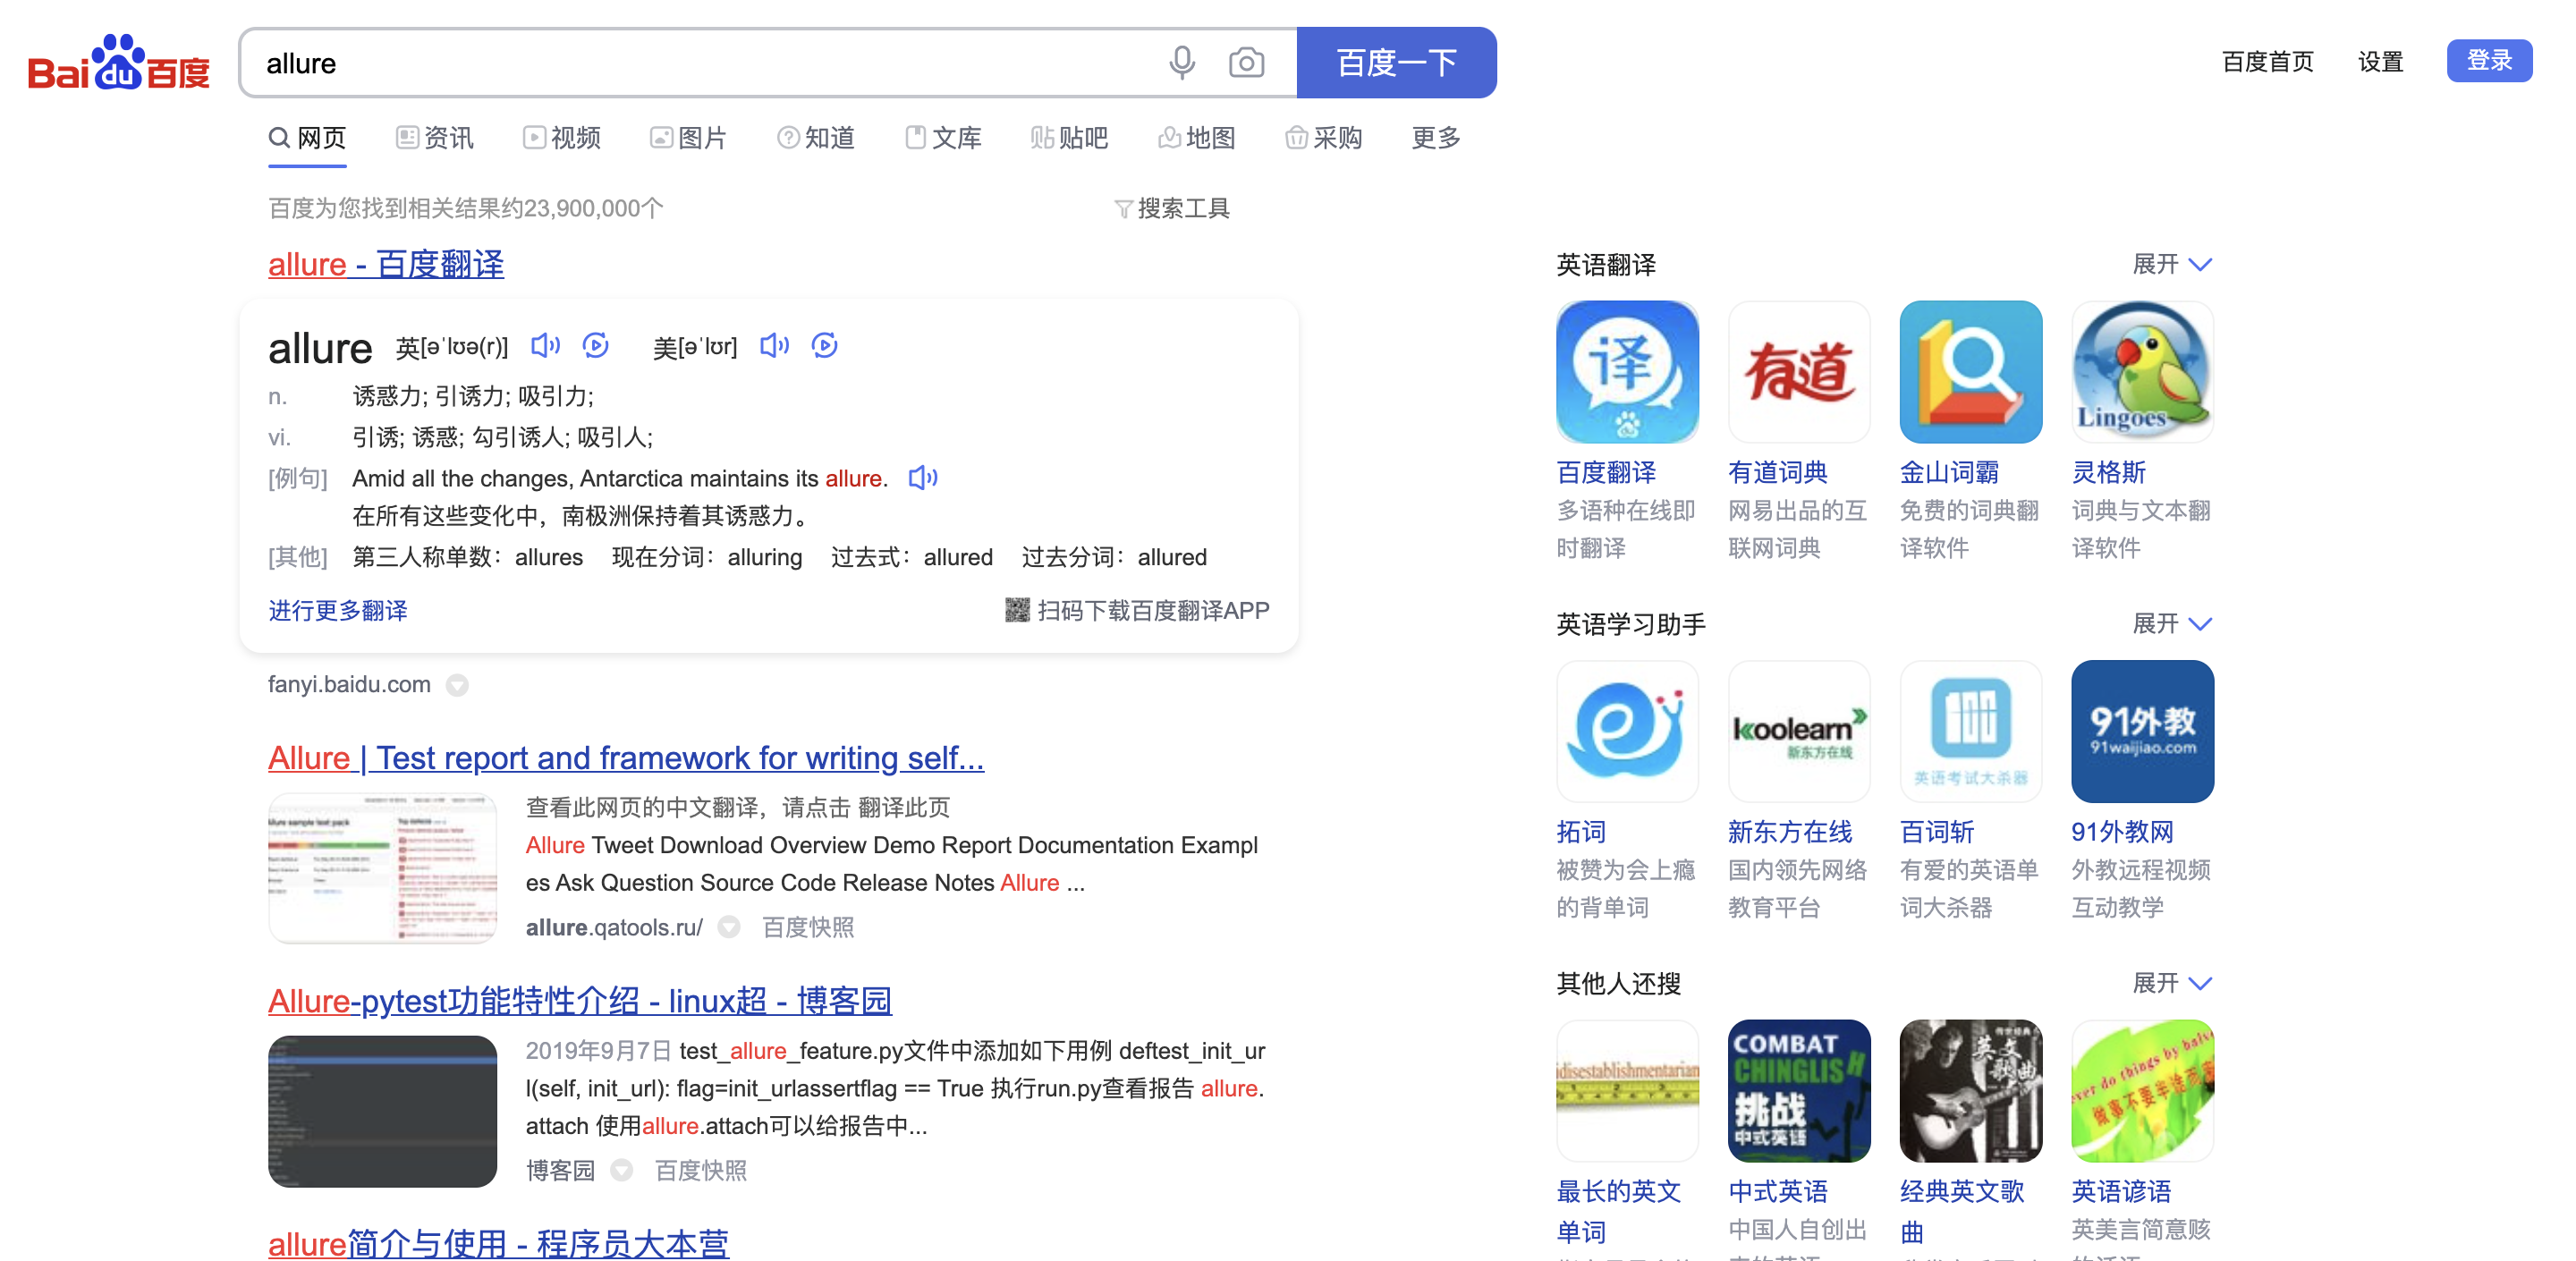 Bai du 百度
allure
百度一下
百度首页 设置 登录
网页 资讯 视频 图片 知道 文库 贴吧 地图 采购 更多
百度为您找到相关结果约23,900,000个
搜索工具
allure - 百度翻译
allure 英[əˈlʊə(r)] 美[əˈlʊr]
n. 诱惑力; 引诱力; 吸引力;
vi. 引诱; 诱惑; 勾引诱人; 吸引人;
[例句] Amid all the changes, Antarctica maintains its allure.
在所有这些变化中，南极洲保持着其诱惑力。
[其他] 第三人称单数：allures 现在分词：alluring 过去式：allured 过去分词：allured
进行更多翻译
扫码下载百度翻译APP
fanyi.baidu.com
Allure | Test report and framework for writing self...
查看此网页的中文翻译，请点击 翻译此页
Allure Tweet Download Overview Demo Report Documentation Exampl
es Ask Question Source Code Release Notes Allure ...
allure.qatools.ru/ 百度快照
Allure-pytest功能特性介绍 - linux超 - 博客园
2019年9月7日 test_allure_feature.py文件中添加如下用例 deftest_init_ur
l(self, init_url): flag=init_urlassertflag == True 执行run.py查看报告 allure.
attach 使用allure.attach可以给报告中...
博客园 百度快照
allure简介与使用 - 程序员大本营
英语翻译 展开
译
有道
Lingoes
百度翻译 有道词典 金山词霸 灵格斯
多语种在线即 网易出品的互 免费的词典翻 词典与文本翻
时翻译 联网词典 译软件 译软件
英语学习助手 展开
koolearn
新东方在线
英语考试大杀器
91外教
91waijiao.com
拓词 新东方在线 百词斩 91外教网
被赞为会上瘾 国内领先网络 有爱的英语单 外教远程视频
的背单词 教育平台 词大杀器 互动教学
其他人还搜 展开
idisestablishmentarian
COMBAT
CHINGLISH
挑战
中式英语
英文
歌曲
ever do things by halve
做事不要半途而废
最长的英文 中式英语 经典英文歌 英语谚语
单词 中国人自创出 曲 英美言简意赅